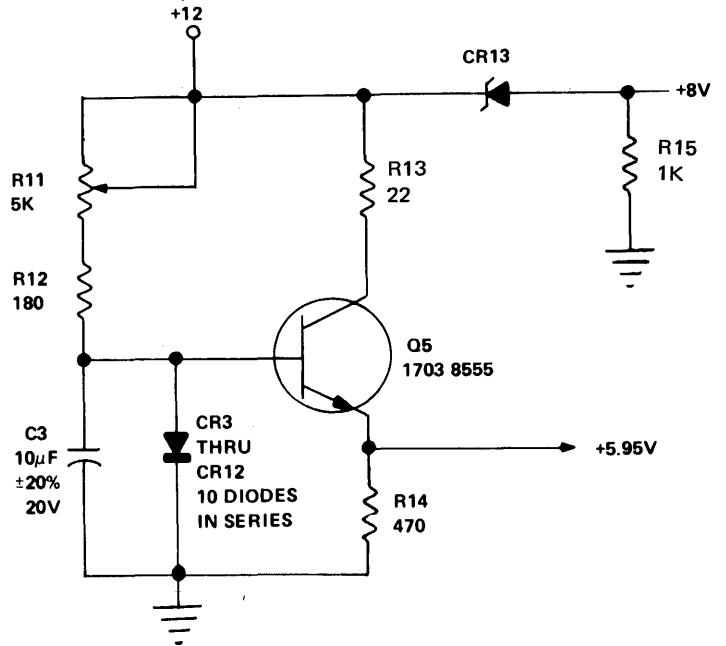 +12
CR13
+8V
R11
5K
R13
22
R15
1K
R12
180
Q5
1703 8555
C3
10µF
±20%
20V
CR3
THRU
CR12
10 DIODES
IN SERIES
+5.95V
R14
470